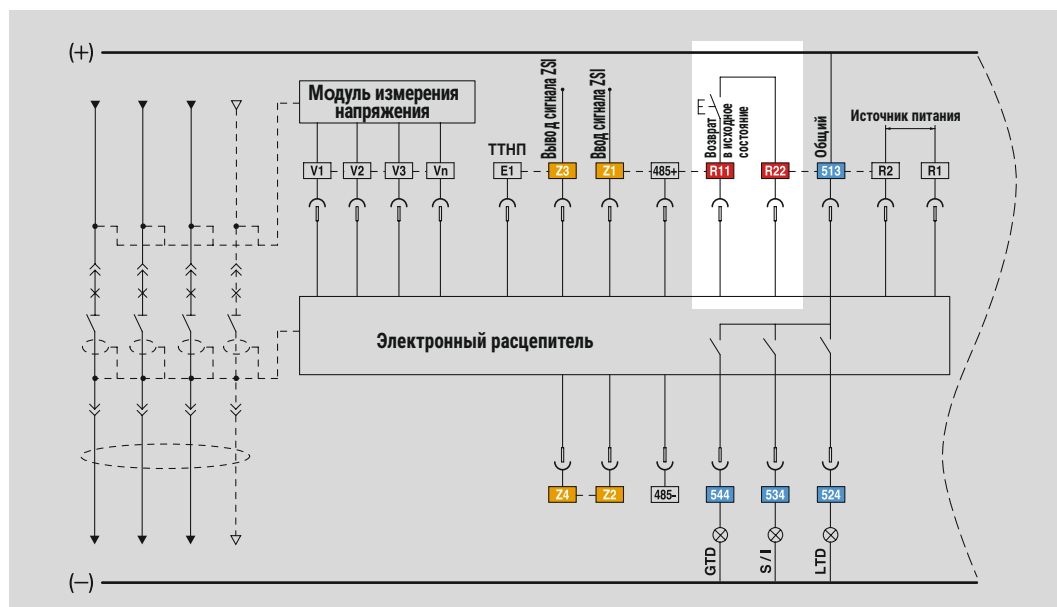 (+)
Модуль измерения
напряжения
ТТНП
Вывод сигнала ZSI
Ввод сигнала ZSI
E
Возврат
в исходное
состояние
Общий
Источник питания
V1
V2
V3
Vn
E1
Z3
Z1
485+
R11
R22
513
R2
R1
Электронный расцепитель
Z4
Z2
485-
544
534
524
GTD
S / I
LTD
(—)